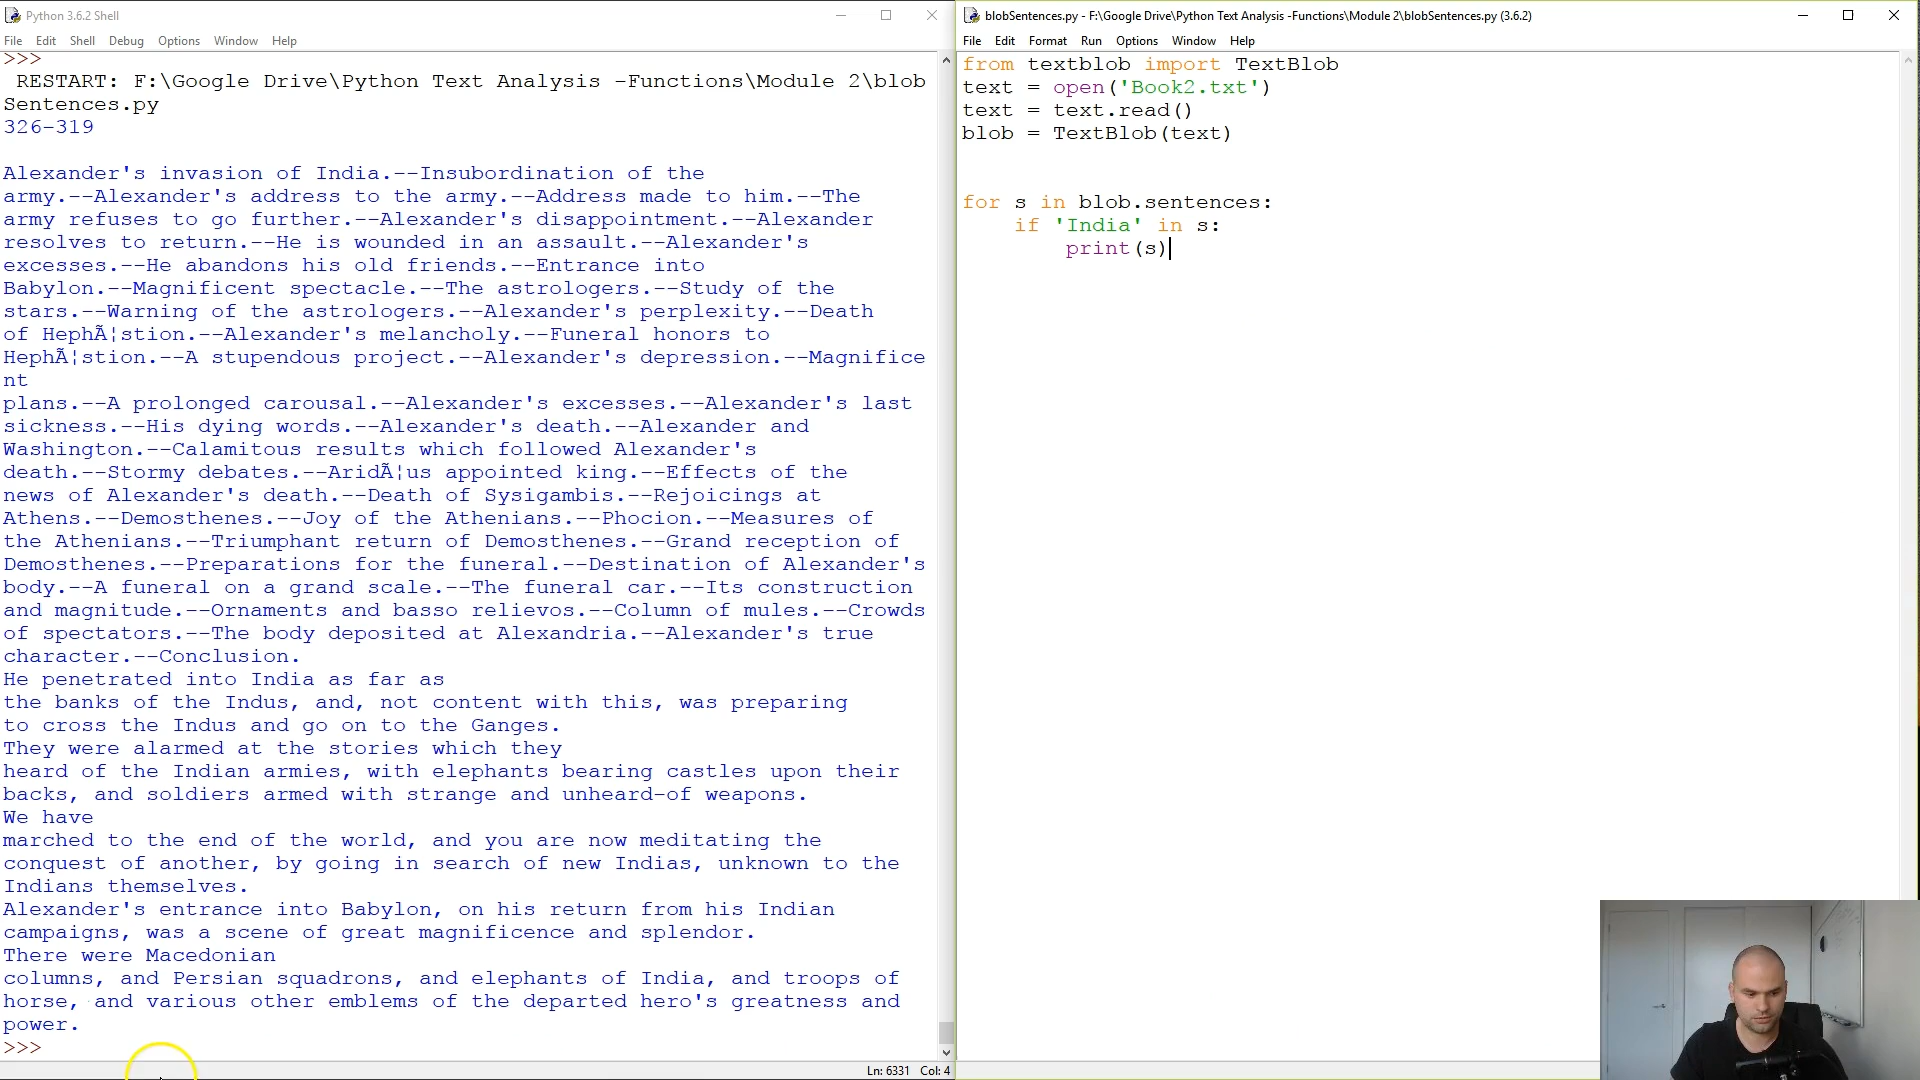 Python 3.6.2 Shell
File Edit Shell Debug Options Window Help
>>>
 RESTART: F:\Google Drive\Python Text Analysis -Functions\Module 2\blob
Sentences.py
326-319
Alexander's invasion of India.--Insubordination of the
army.--Alexander's address to the army.--Address made to him.--The
army refuses to go further.--Alexander's disappointment.--Alexander
resolves to return.--He is wounded in an assault.--Alexander's
excesses.--He abandons his old friends.--Entrance into
Babylon.--Magnificent spectacle.--The astrologers.--Study of the
stars.--Warning of the astrologers.--Alexander's perplexity.--Death
of HephÃ¦stion.--Alexander's melancholy.--Funeral honors to
HephÃ¦stion.--A stupendous project.--Alexander's depression.--Magnifice
nt
plans.--A prolonged carousal.--Alexander's excesses.--Alexander's last
sickness.--His dying words.--Alexander's death.--Alexander and
Washington.--Calamitous results which followed Alexander's
death.--Stormy debates.--AridÃ¦us appointed king.--Effects of the
news of Alexander's death.--Death of Sysigambis.--Rejoicings at
Athens.--Demosthenes.--Joy of the Athenians.--Phocion.--Measures of
the Athenians.--Triumphant return of Demosthenes.--Grand reception of
Demosthenes.--Preparations for the funeral.--Destination of Alexander's
body.--A funeral on a grand scale.--The funeral car.--Its construction
and magnitude.--Ornaments and basso relievos.--Column of mules.--Crowds
of spectators.--The body deposited at Alexandria.--Alexander's true
character.--Conclusion.
He penetrated into India as far as
the banks of the Indus, and, not content with this, was preparing
to cross the Indus and go on to the Ganges.
They were alarmed at the stories which they
heard of the Indian armies, with elephants bearing castles upon their
backs, and soldiers armed with strange and unheard-of weapons.
We have
marched to the end of the world, and you are now meditating the
conquest of another, by going in search of new Indias, unknown to the
Indians themselves.
Alexander's entrance into Babylon, on his return from his Indian
campaigns, was a scene of great magnificence and splendor.
There were Macedonian
columns, and Persian squadrons, and elephants of India, and troops of
horse, and various other emblems of the departed hero's greatness and
power.
>>>
Ln: 6331 Col: 4
blobSentences.py - F:\Google Drive\Python Text Analysis -Functions\Module 2\blobSentences.py (3.6.2)
File Edit Format Run Options Window Help
from textblob import TextBlob
text = open('Book2.txt')
text = text.read()
blob = TextBlob(text)
for s in blob.sentences:
    if 'India' in s:
        print(s)